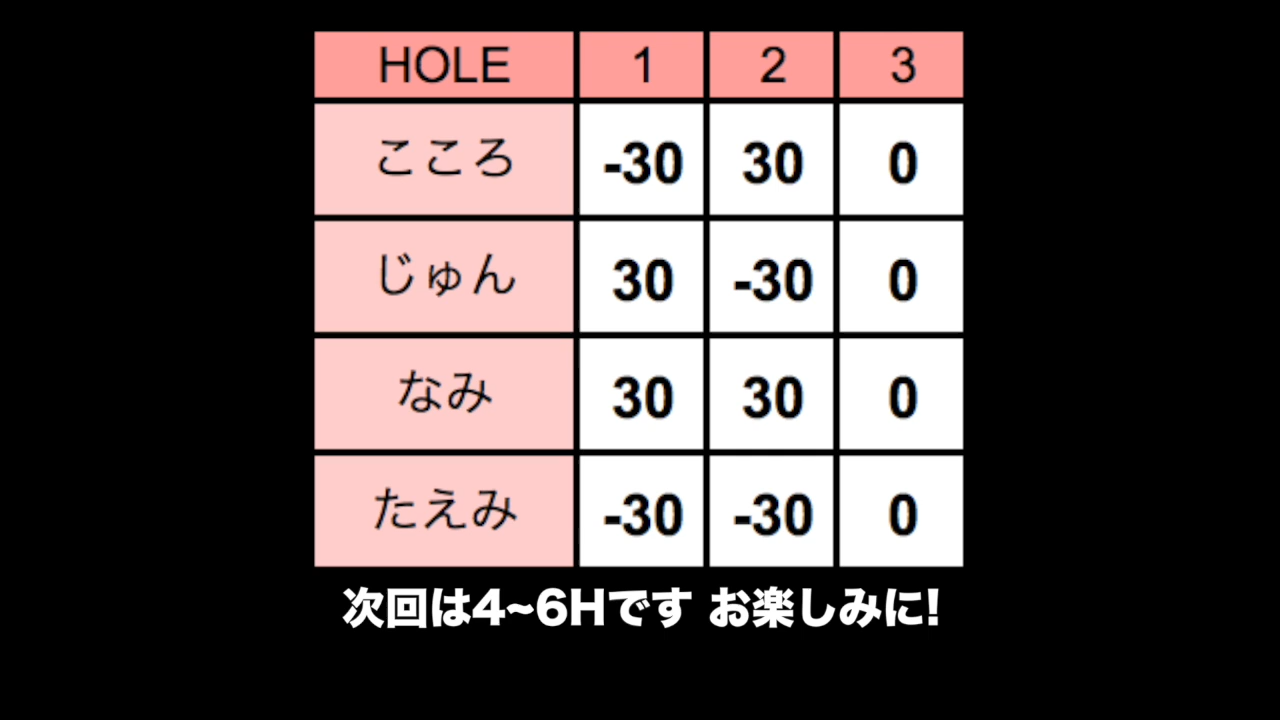 HOLE 1 2 3
こころ -30 30 0
じゅん 30 -30 0
なみ 30 30 0
たえみ -30 -30 0
次回は4~6Hです お楽しみに!